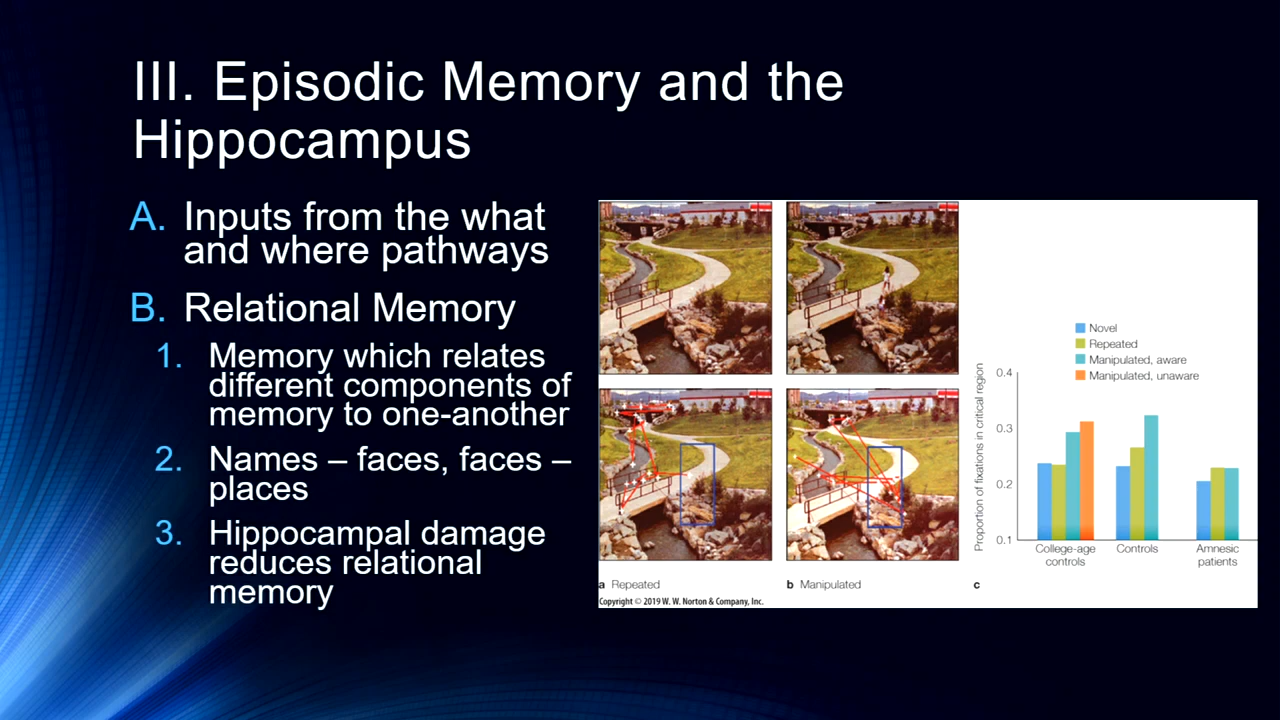 III. Episodic Memory and the
Hippocampus
A. Inputs from the what
and where pathways
B. Relational Memory
1. Memory which relates
different components of
memory to one-another
2. Names – faces, faces –
places
3. Hippocampal damage
reduces relational
memory
a Repeated
b Manipulated
Copyright © 2019 W. W. Norton & Company, Inc.
Novel
Repeated
Manipulated, aware
Manipulated, unaware
Proportion of fixations in critical region
0.4
0.3
0.2
0.1
College-age
controls
Controls
Amnesic
patients
c